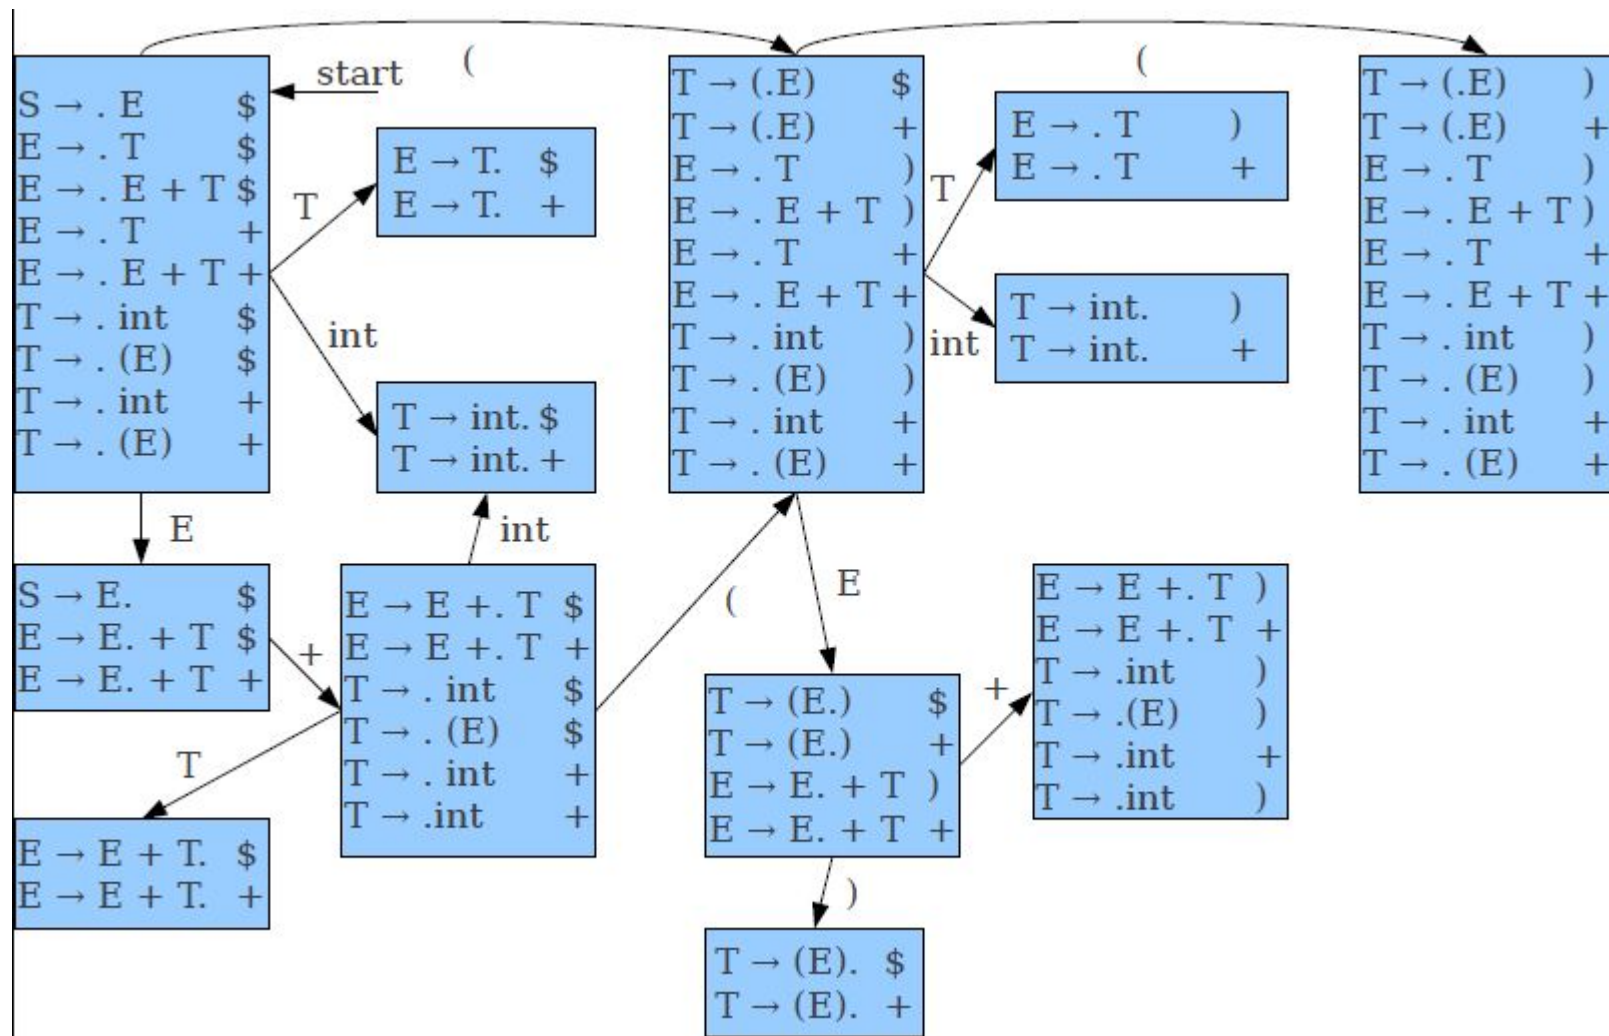 (
(
start
S → . E $
E → . T $
E → . E + T $
E → . T +
E → . E + T +
T → . int $
T → . (E) $
T → . int +
T → . (E) +
T
E → T. $
E → T. +
int
T → int. $
T → int. +
T → (.E) $
T → (.E) +
E → . T )
E → . E + T )
E → . T +
E → . E + T +
T → . int )
T → . (E) )
T → . int +
T → . (E) +
T
E → . T )
E → . T +
int
T → int. )
T → int. +
T → (.E) )
T → (.E) +
E → . T )
E → . E + T )
E → . T +
E → . E + T +
T → . int )
T → . (E) )
T → . int +
T → . (E) +
E
int
S → E. $
E → E. + T $
E → E. + T +
+
E → E +. T $
E → E +. T +
T → . int $
T → . (E) $
T → . int +
T → .int +
(
T
E → E + T. $
E → E + T. +
E
T → (E.) $
T → (E.) +
E → E. + T )
E → E. + T +
+
E → E +. T )
E → E +. T +
T → .int )
T → .(E) )
T → .int +
T → .int )
)
T → (E). $
T → (E). +